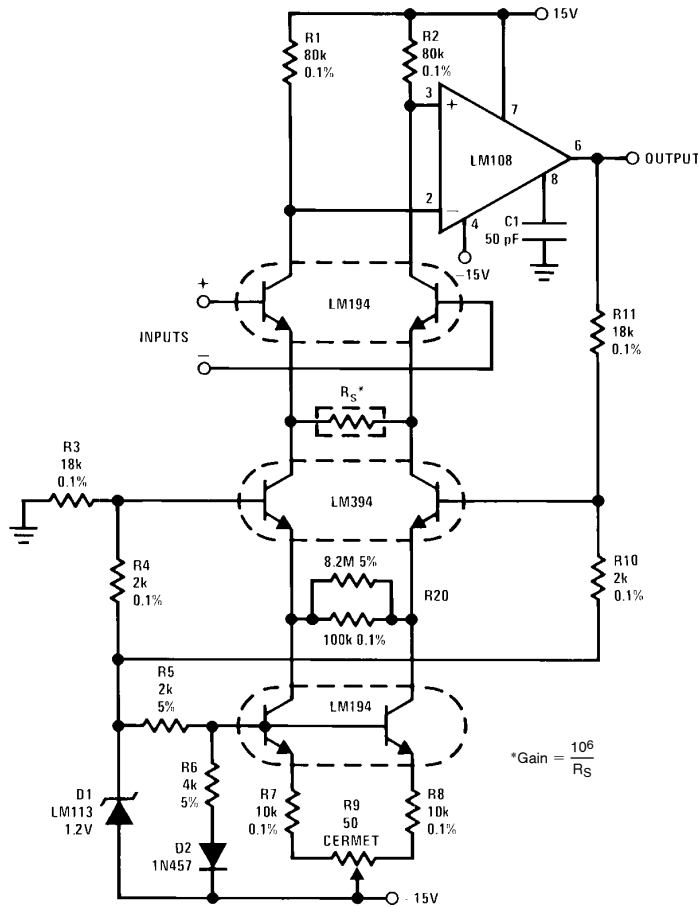 15V
R1
80k
0.1%
R2
80k
0.1%
3
+
7
LM108
6
OUTPUT
8
2
−
4
C1
50 pF
−15V
+
LM194
INPUTS
−
R11
18k
0.1%
RS*
R3
18k
0.1%
LM394
R4
2k
0.1%
8.2M 5%
R20
100k 0.1%
R10
2k
0.1%
R5
2k
5%
LM194
*Gain = 10⁶
RS
R6
4k
5%
R7
10k
0.1%
R9
50
CERMET
R8
10k
0.1%
D1
LM113
1.2V
D2
1N457
-15V